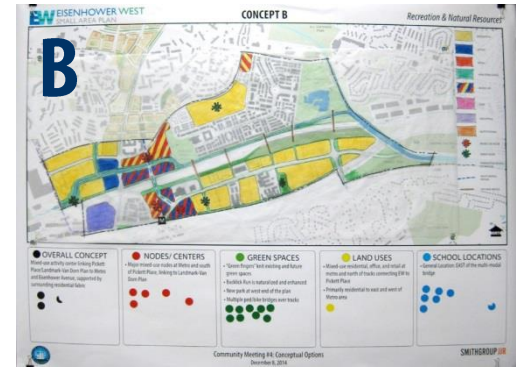 EW EISENHOWER WEST
SMALL AREA PLAN
CONCEPT B
Recreation & Natural Resources
B
OVERALL CONCEPT
Mixed-use activity center linking Pickett
Place/Landmark-Van Dorn Plan to Metro
and Eisenhower Avenue, supported by
surrounding residential fabric
NODES/ CENTERS
• Major mixed-use nodes at Metro and south
of Pickett Place, linking to Landmark-Van
Dorn Plan
GREEN SPACES
• "Green fingers" knit existing and future
green spaces
• Backlick Run is naturalized and enhanced
• New park at west end of the plan
• Multiple ped/bike bridges over tracks
LAND USES
• Mixed-use residential, office, and retail at
metro and north of tracks connecting EW to
Pickett Place
• Primarily residential to east and west of
Metro area
SCHOOL LOCATIONS
• General Location: EAST of the multi-modal
bridge
Community Meeting #4: Conceptual Options
December 8, 2014
SMITHGROUPJJR